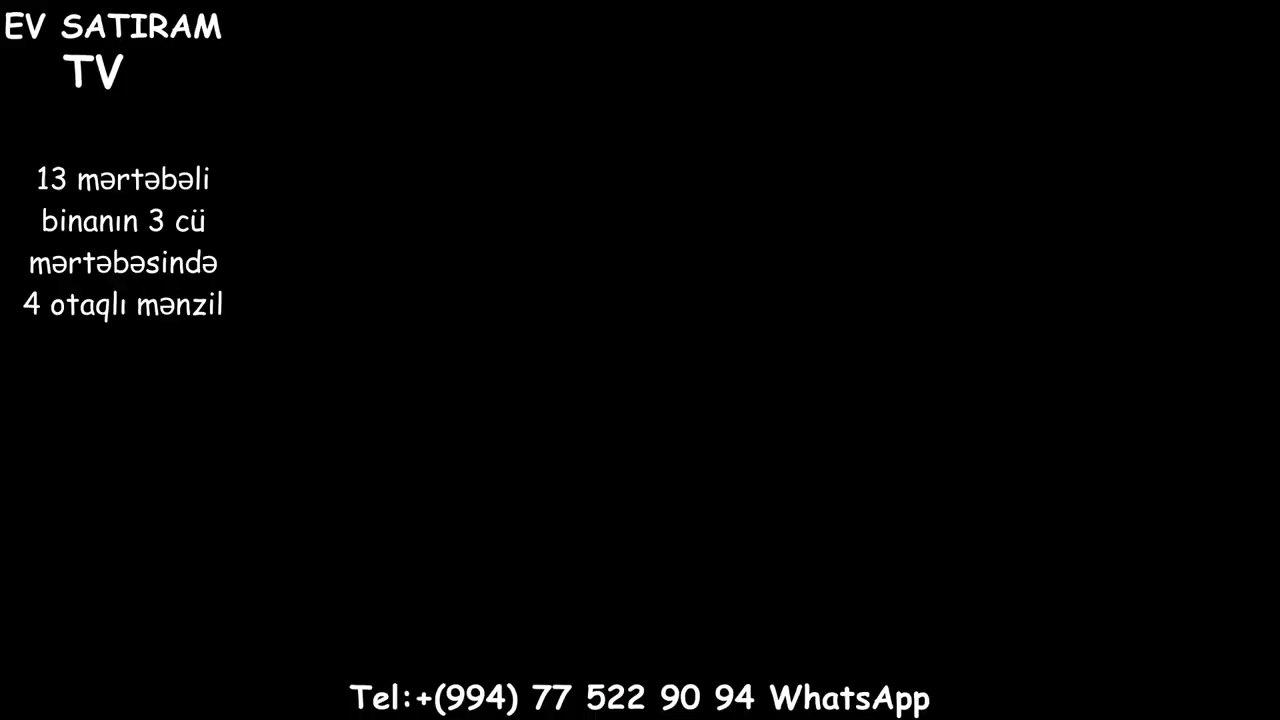 EV SATIRAM
TV
13 mərtəbəli
binanın 3 cü
mərtəbəsində
4 otaqlı mənzil
Tel:+(994) 77 522 90 94 WhatsApp